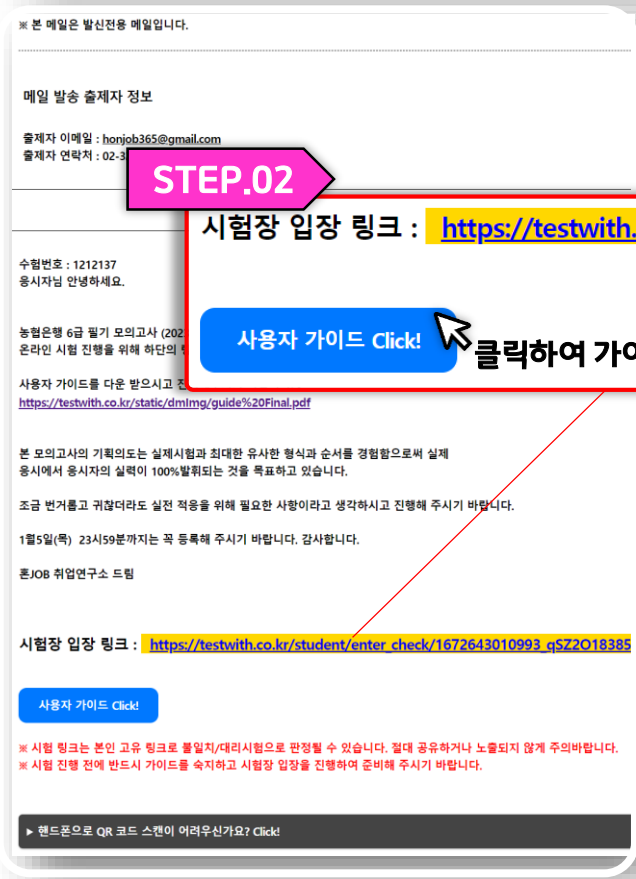 ※ 본 메일은 발신전용 메일입니다.
메일 발송 출제자 정보
출제자 이메일 : honjob365@gmail.com
출제자 연락처 : 02-3
STEP.02
시험장 입장 링크 : https://testwith.
사용자 가이드 Click!
클릭하여 가이
수험번호 : 1212137
응시자님 안녕하세요.
농협은행 6급 필기 모의고사 (202
온라인 시험 진행을 위해 하단의
사용자 가이드를 다운 받으시고
https://testwith.co.kr/static/dmImg/guide%20Final.pdf
본 모의고사의 기획의도는 실제시험과 최대한 유사한 형식과 순서를 경험함으로써 실제
응시에서 응시자의 실력이 100%발휘되는 것을 목표하고 있습니다.
조금 번거롭고 귀찮더라도 실전 적응을 위해 필요한 사항이라고 생각하시고 진행해 주시기 바랍니다.
1월5일(목) 23시59분까지는 꼭 등록해 주시기 바랍니다. 감사합니다.
혼JOB 취업연구소 드림
시험장 입장 링크 : https://testwith.co.kr/student/enter_check/1672643010993_qSZ2O18385
사용자 가이드 Click!
※ 시험 링크는 본인 고유 링크로 불일치/대리시험으로 판정될 수 있습니다. 절대 공유하거나 노출되지 않게 주의바랍니다.
※ 시험 진행 전에 반드시 가이드를 숙지하고 시험장 입장을 진행하여 준비해 주시기 바랍니다.
▶ 핸드폰으로 QR 코드 스캔이 어려우신가요? Click!